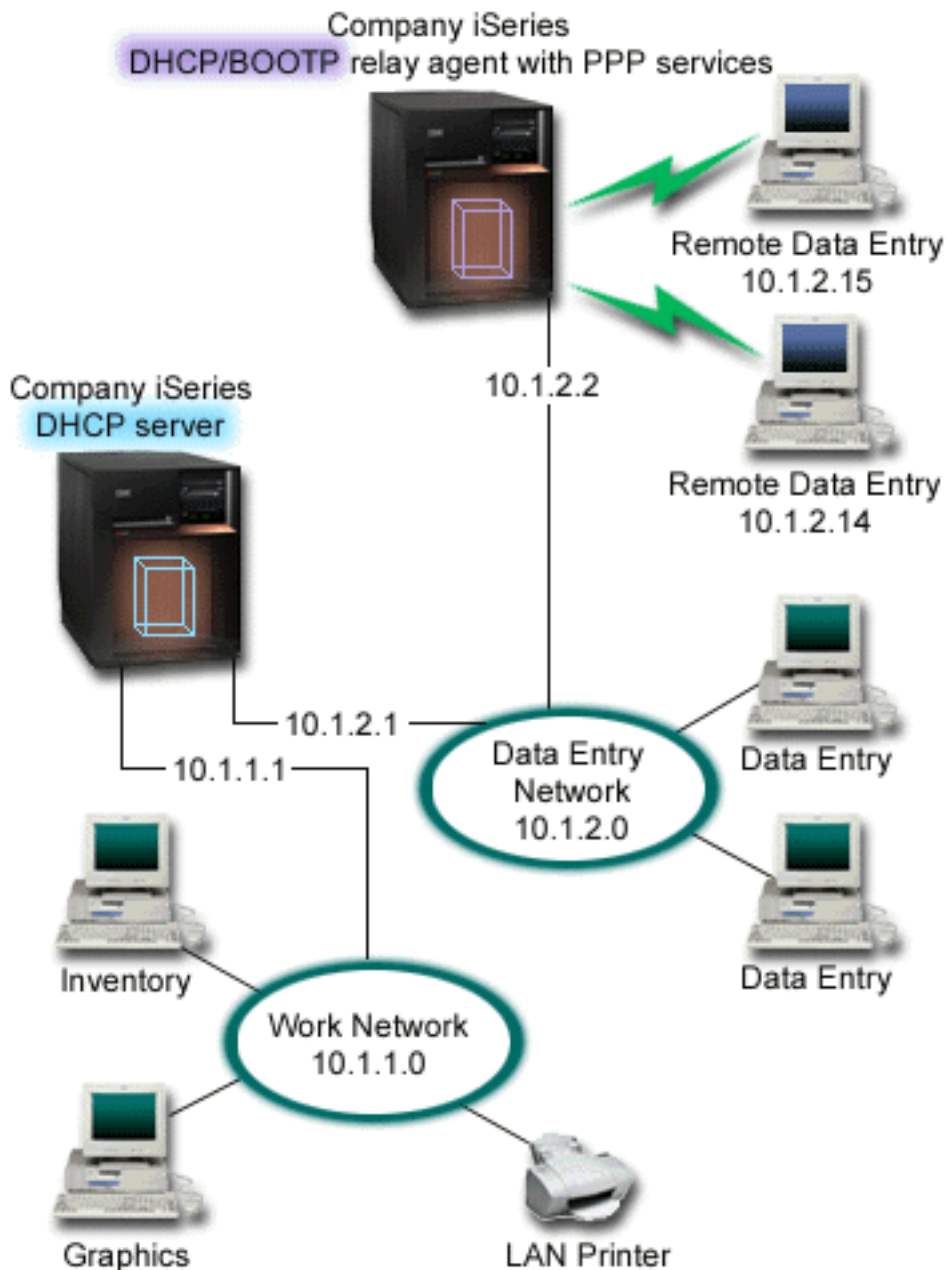 Company iSeries
DHCP/BOOTP relay agent with PPP services
Remote Data Entry
10.1.2.15
Remote Data Entry
10.1.2.14
10.1.2.2
Company iSeries
DHCP server
10.1.2.1
10.1.1.1
Data Entry
Network
10.1.2.0
Data Entry
Data Entry
Inventory
Work Network
10.1.1.0
Graphics
LAN Printer